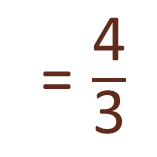 = 4/3